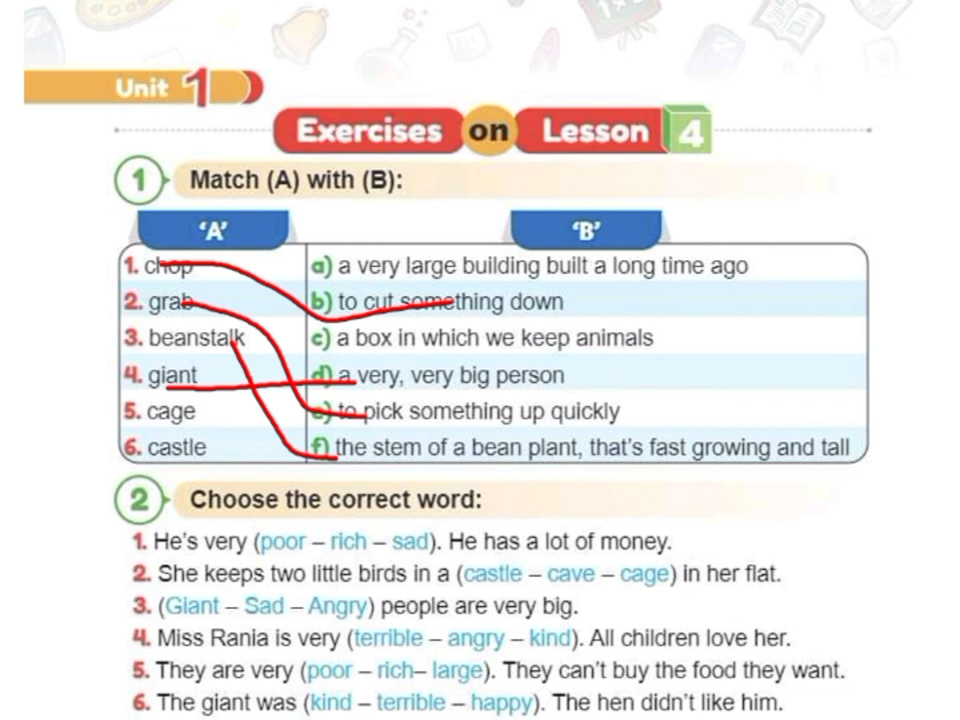 Unit 1
Exercises on Lesson 4
1 Match (A) with (B):
'A' 'B'
1. chop a) a very large building built a long time ago
2. grab b) to cut something down
3. beanstalk c) a box in which we keep animals
4. giant d) a very, very big person
5. cage e) to pick something up quickly
6. castle f) the stem of a bean plant, that's fast growing and tall
2 Choose the correct word:
1. He's very (poor – rich – sad). He has a lot of money.
2. She keeps two little birds in a (castle – cave – cage) in her flat.
3. (Giant – Sad – Angry) people are very big.
4. Miss Rania is very (terrible – angry – kind). All children love her.
5. They are very (poor – rich– large). They can't buy the food they want.
6. The giant was (kind – terrible – happy). The hen didn't like him.